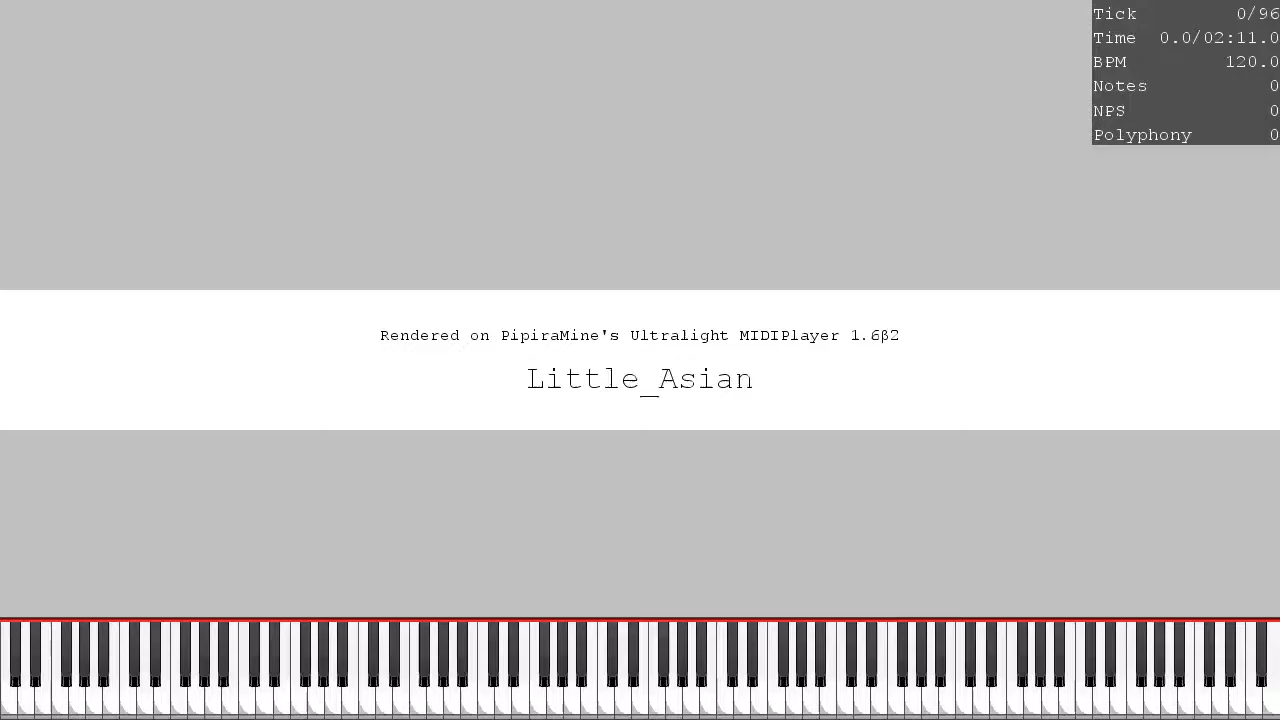 Tick 0/96
Time 0.0/02:11.0
BPM 120.0
Notes 0
NPS 0
Polyphony 0
Rendered on PipiraMine's Ultralight MIDIPlayer 1.6β2
Little_Asian